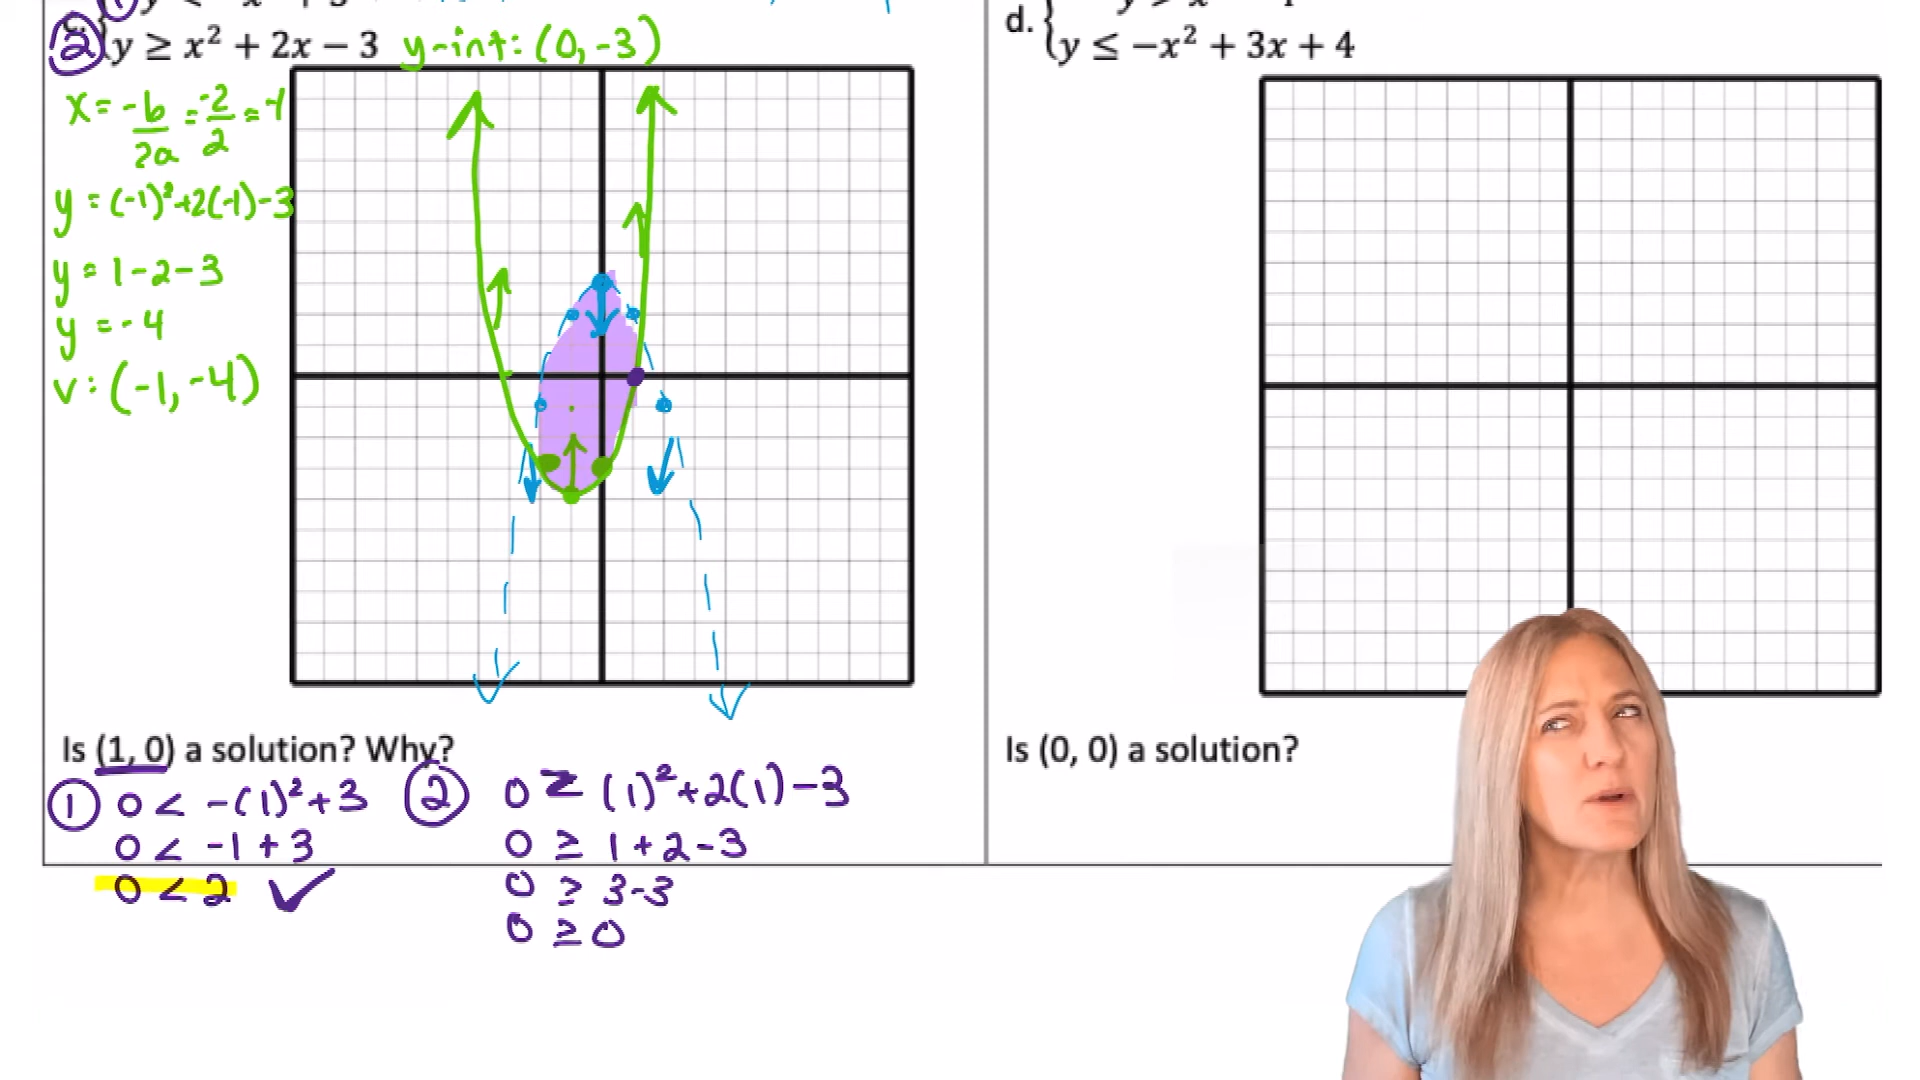 ② y ≥ x² + 2x − 3 y-int: (0, -3)
x = -b/2a = -2/2 = -1
y = (-1)² + 2(-1) - 3
y = 1 - 2 - 3
y = -4
v: (-1, -4)
Is (1, 0) a solution? Why?
① 0 < -(1)² + 3
0 < -1 + 3
0 < 2 ✓
② 0 ≥ (1)² + 2(1) - 3
0 ≥ 1 + 2 - 3
0 ≥ 3 - 3
0 ≥ 0
d.
y ≤ −x² + 3x + 4
Is (0, 0) a solution?